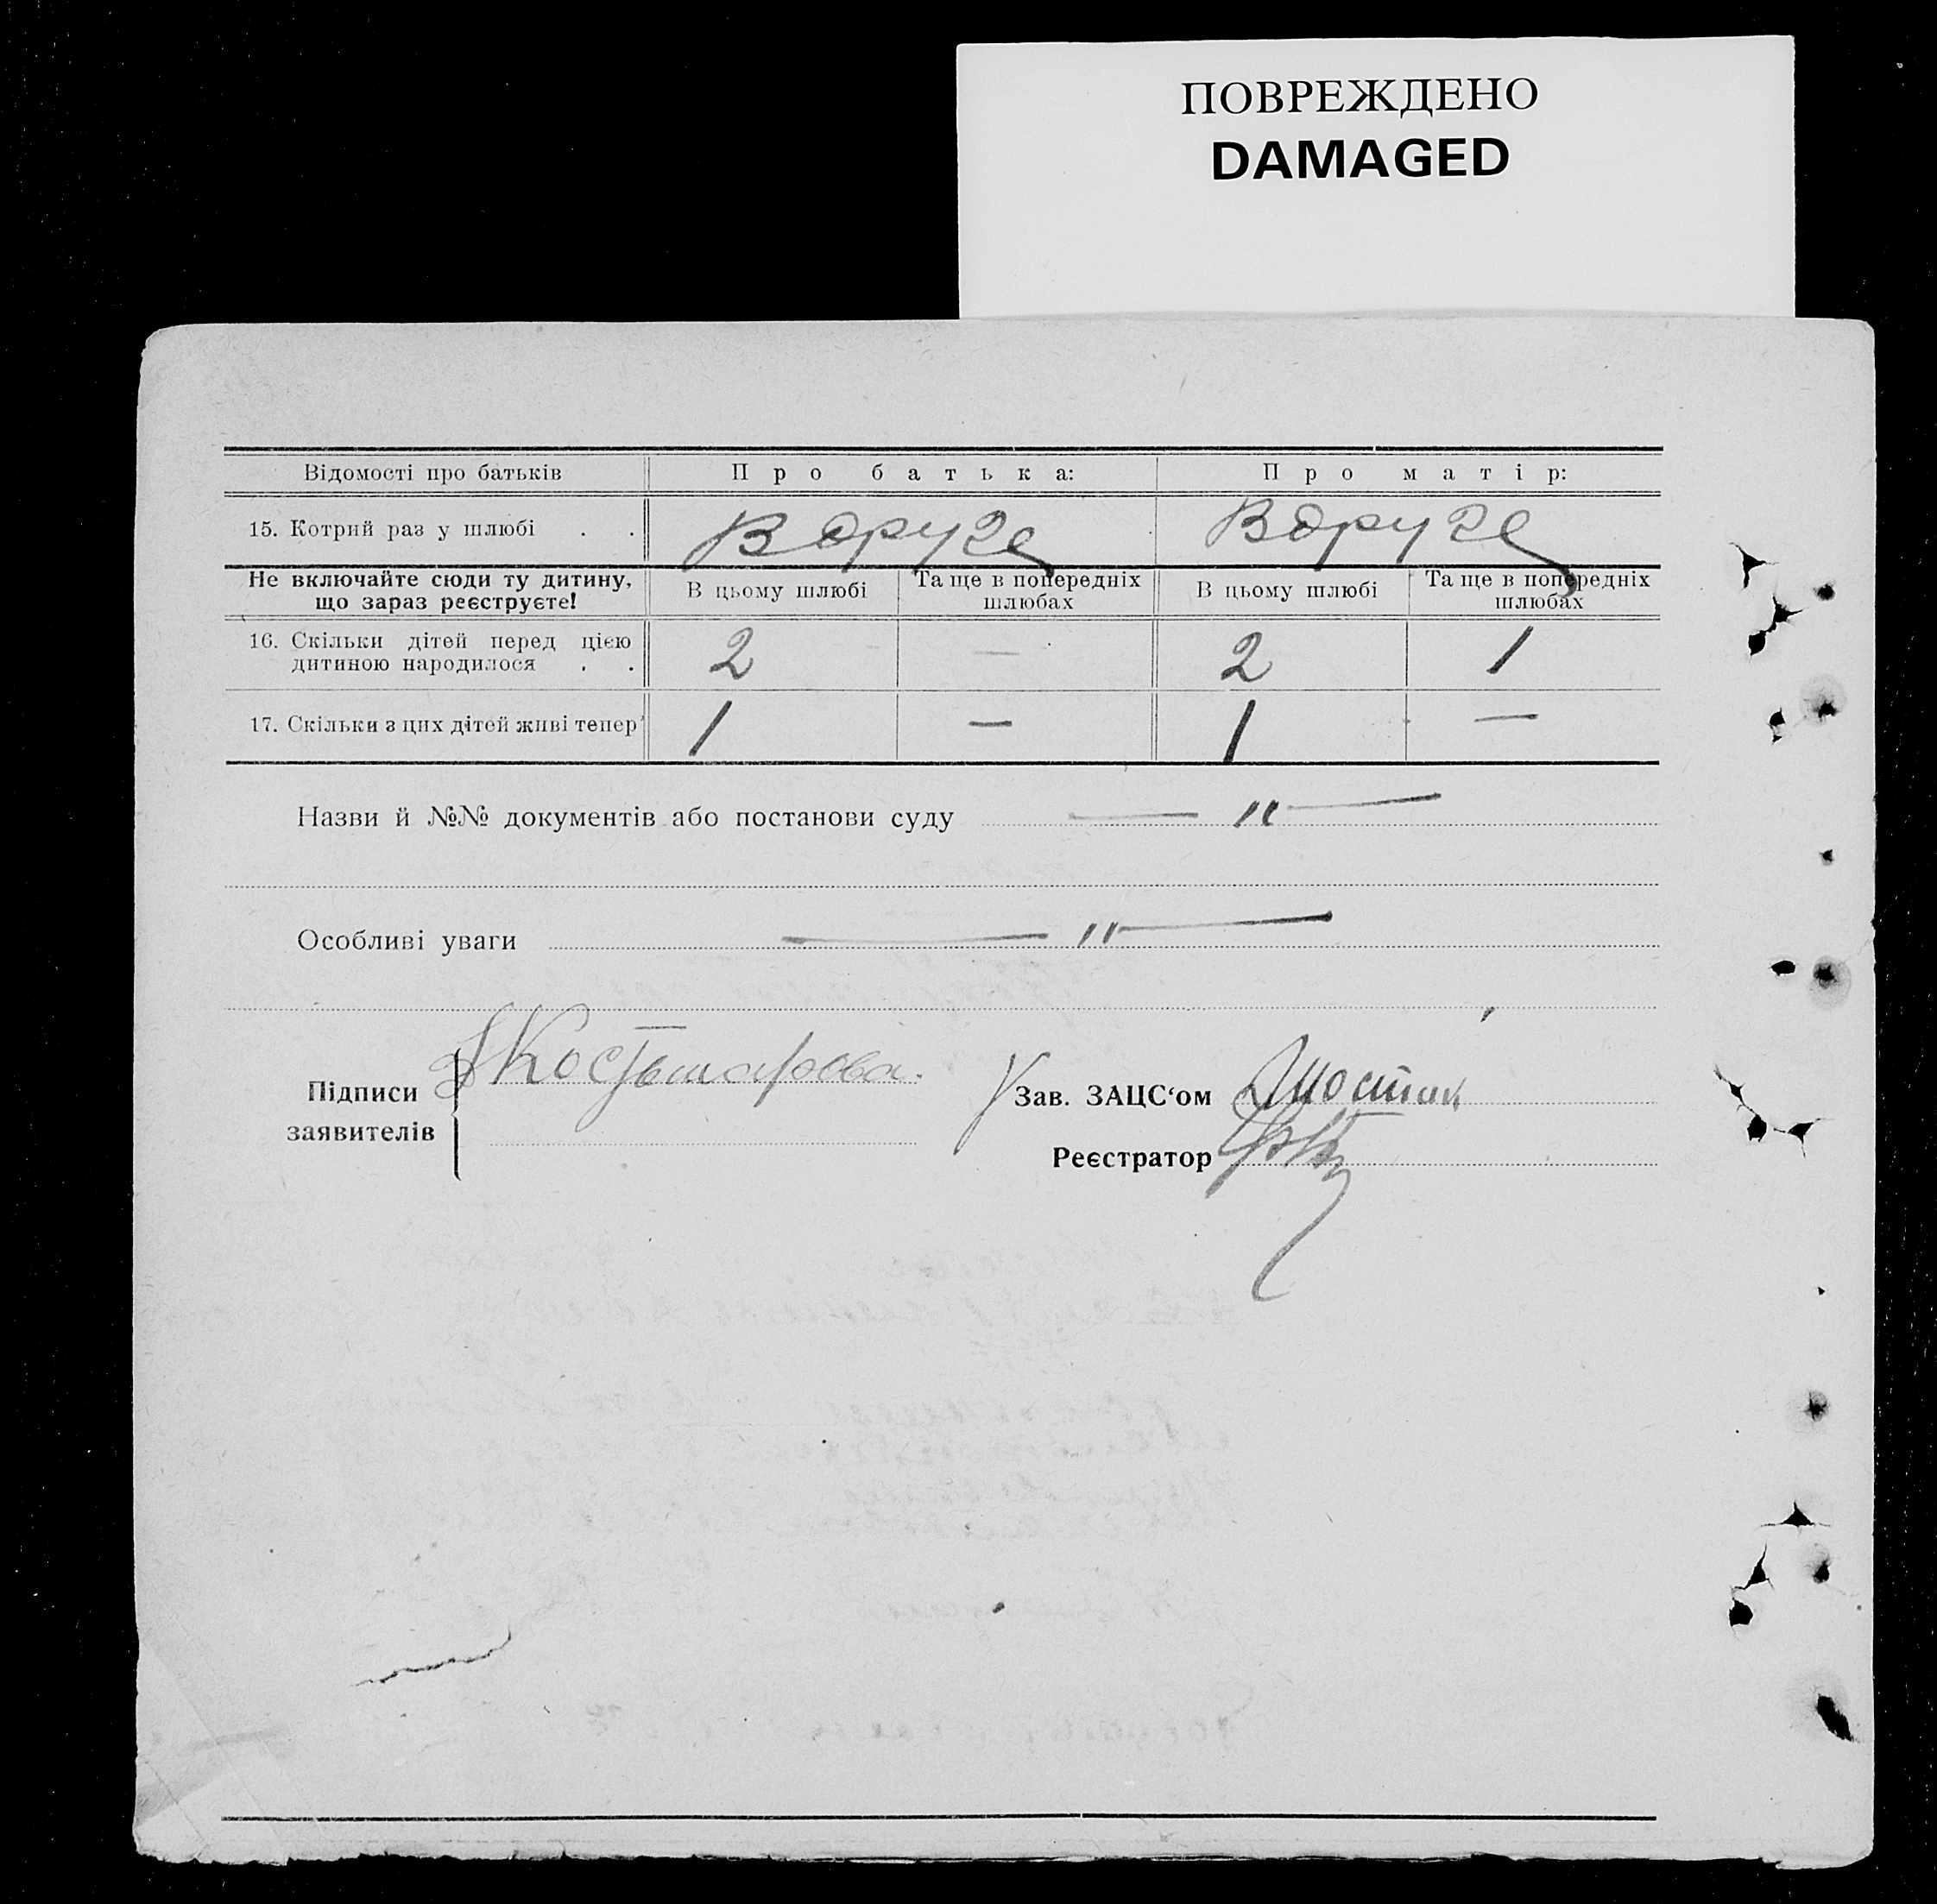 ПОВРЕЖДЕНО
DAMAGED
Відомості про батьків Про батька: Про матір:
15. Котрий раз у шлюбі . . Вдруге Вдруге
Не включайте сюди ту дитину, що зараз реєструєте! В цьому шлюбі Та ще в попередніх шлюбах В цьому шлюбі Та ще в попередніх шлюбах
16. Скільки дітей перед цією дитиною народилося . . 2 — 2 1
17. Скільки з цих дітей живі тепер 1 — 1 —
Назви й №№ документів або постанови суду — " —
Особливі уваги — " —
Підписи заявителів
Зав. ЗАЦС‘ом
Реєстратор